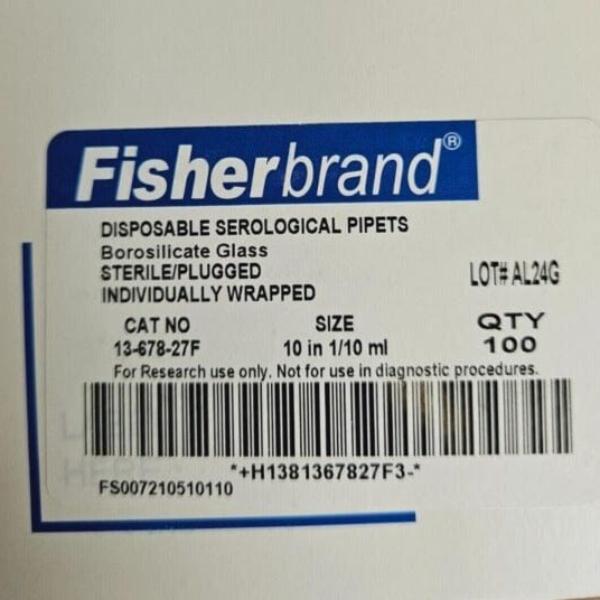 Fisherbrand®
DISPOSABLE SEROLOGICAL PIPETS
Borosilicate Glass
STERILE/PLUGGED
INDIVIDUALLY WRAPPED
LOT# AL24G
CAT NO SIZE QTY
13-678-27F 10 in 1/10 ml 100
For Research use only. Not for use in diagnostic procedures.
*+H1381367827F3-*
FS007210510110